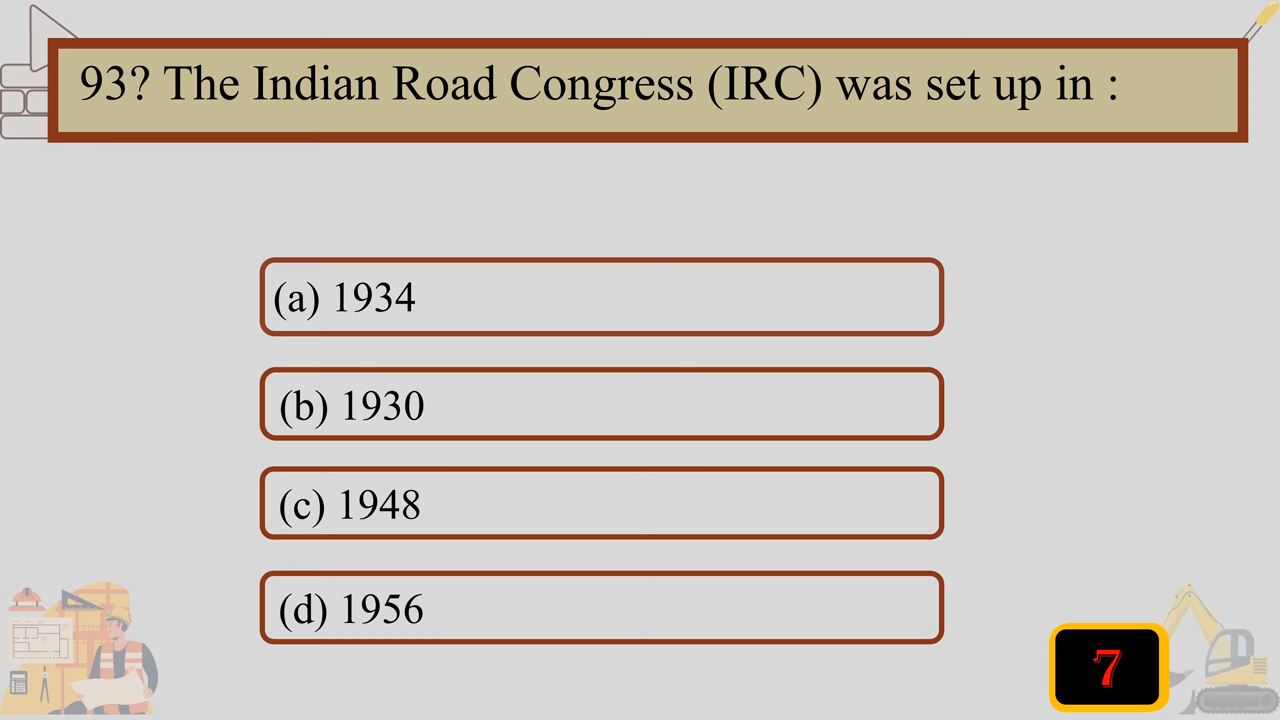 93? The Indian Road Congress (IRC) was set up in :
(a) 1934
(b) 1930
(c) 1948
(d) 1956
7